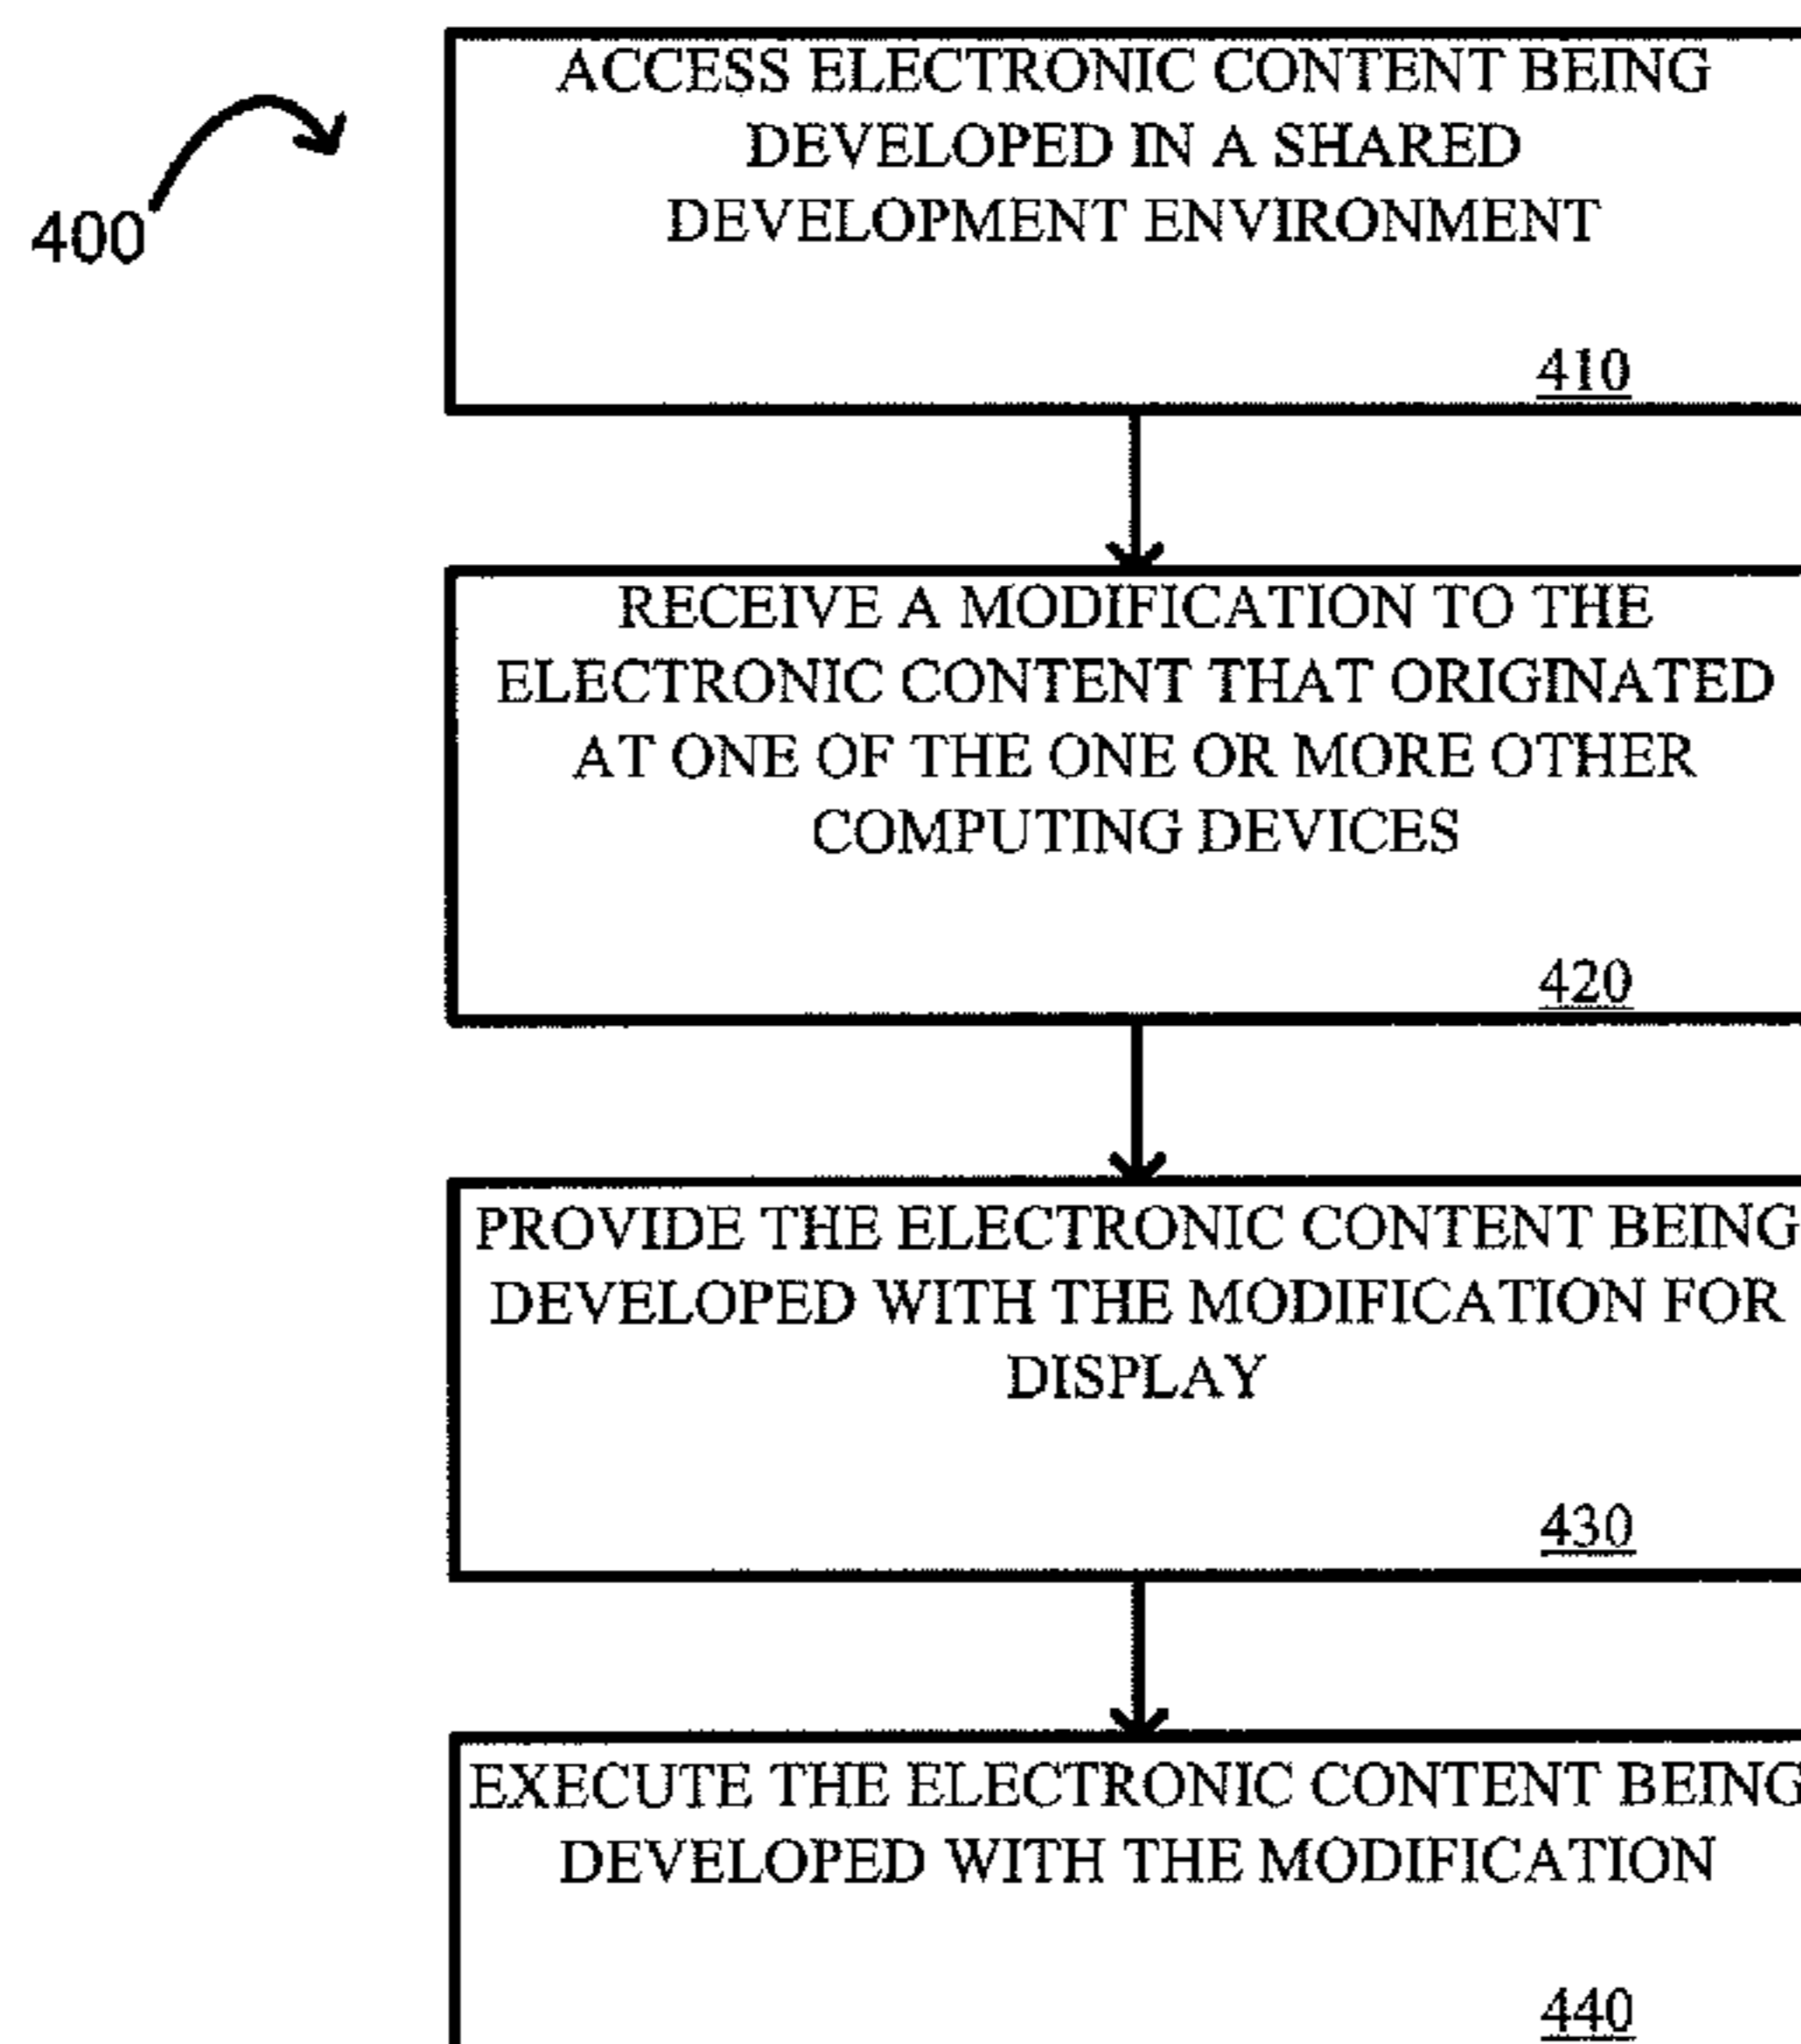 400
ACCESS ELECTRONIC CONTENT BEING
DEVELOPED IN A SHARED
DEVELOPMENT ENVIRONMENT
410
RECEIVE A MODIFICATION TO THE
ELECTRONIC CONTENT THAT ORIGINATED
AT ONE OF THE ONE OR MORE OTHER
COMPUTING DEVICES
420
PROVIDE THE ELECTRONIC CONTENT BEING
DEVELOPED WITH THE MODIFICATION FOR
DISPLAY
430
EXECUTE THE ELECTRONIC CONTENT BEING
DEVELOPED WITH THE MODIFICATION
440